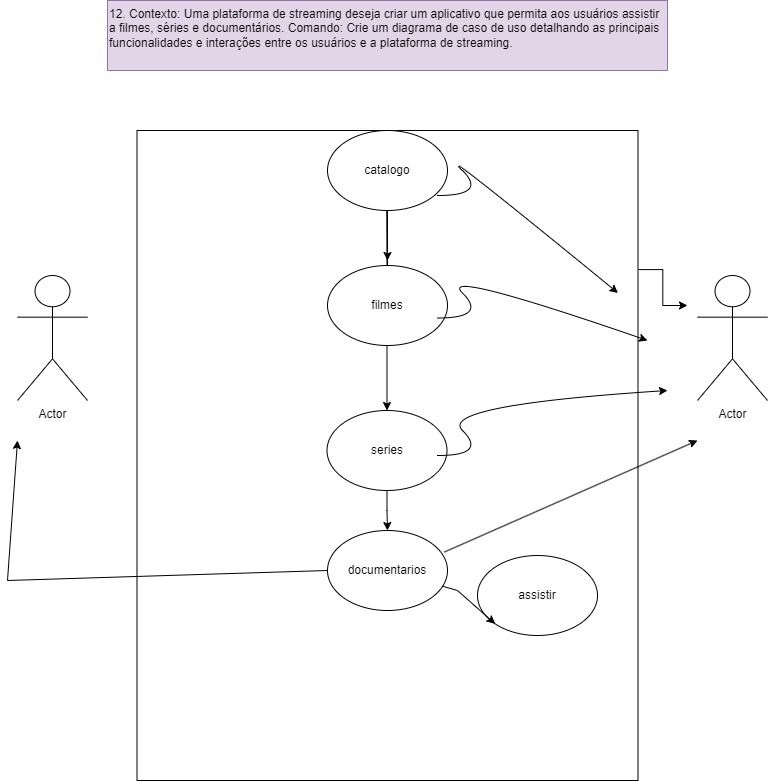 12. Contexto: Uma plataforma de streaming deseja criar um aplicativo que permita aos usuários assistir
a filmes, séries e documentários. Comando: Crie um diagrama de caso de uso detalhando as principais
funcionalidades e interações entre os usuários e a plataforma de streaming.
catalogo
filmes
Actor
Actor
series
documentarios
assistir